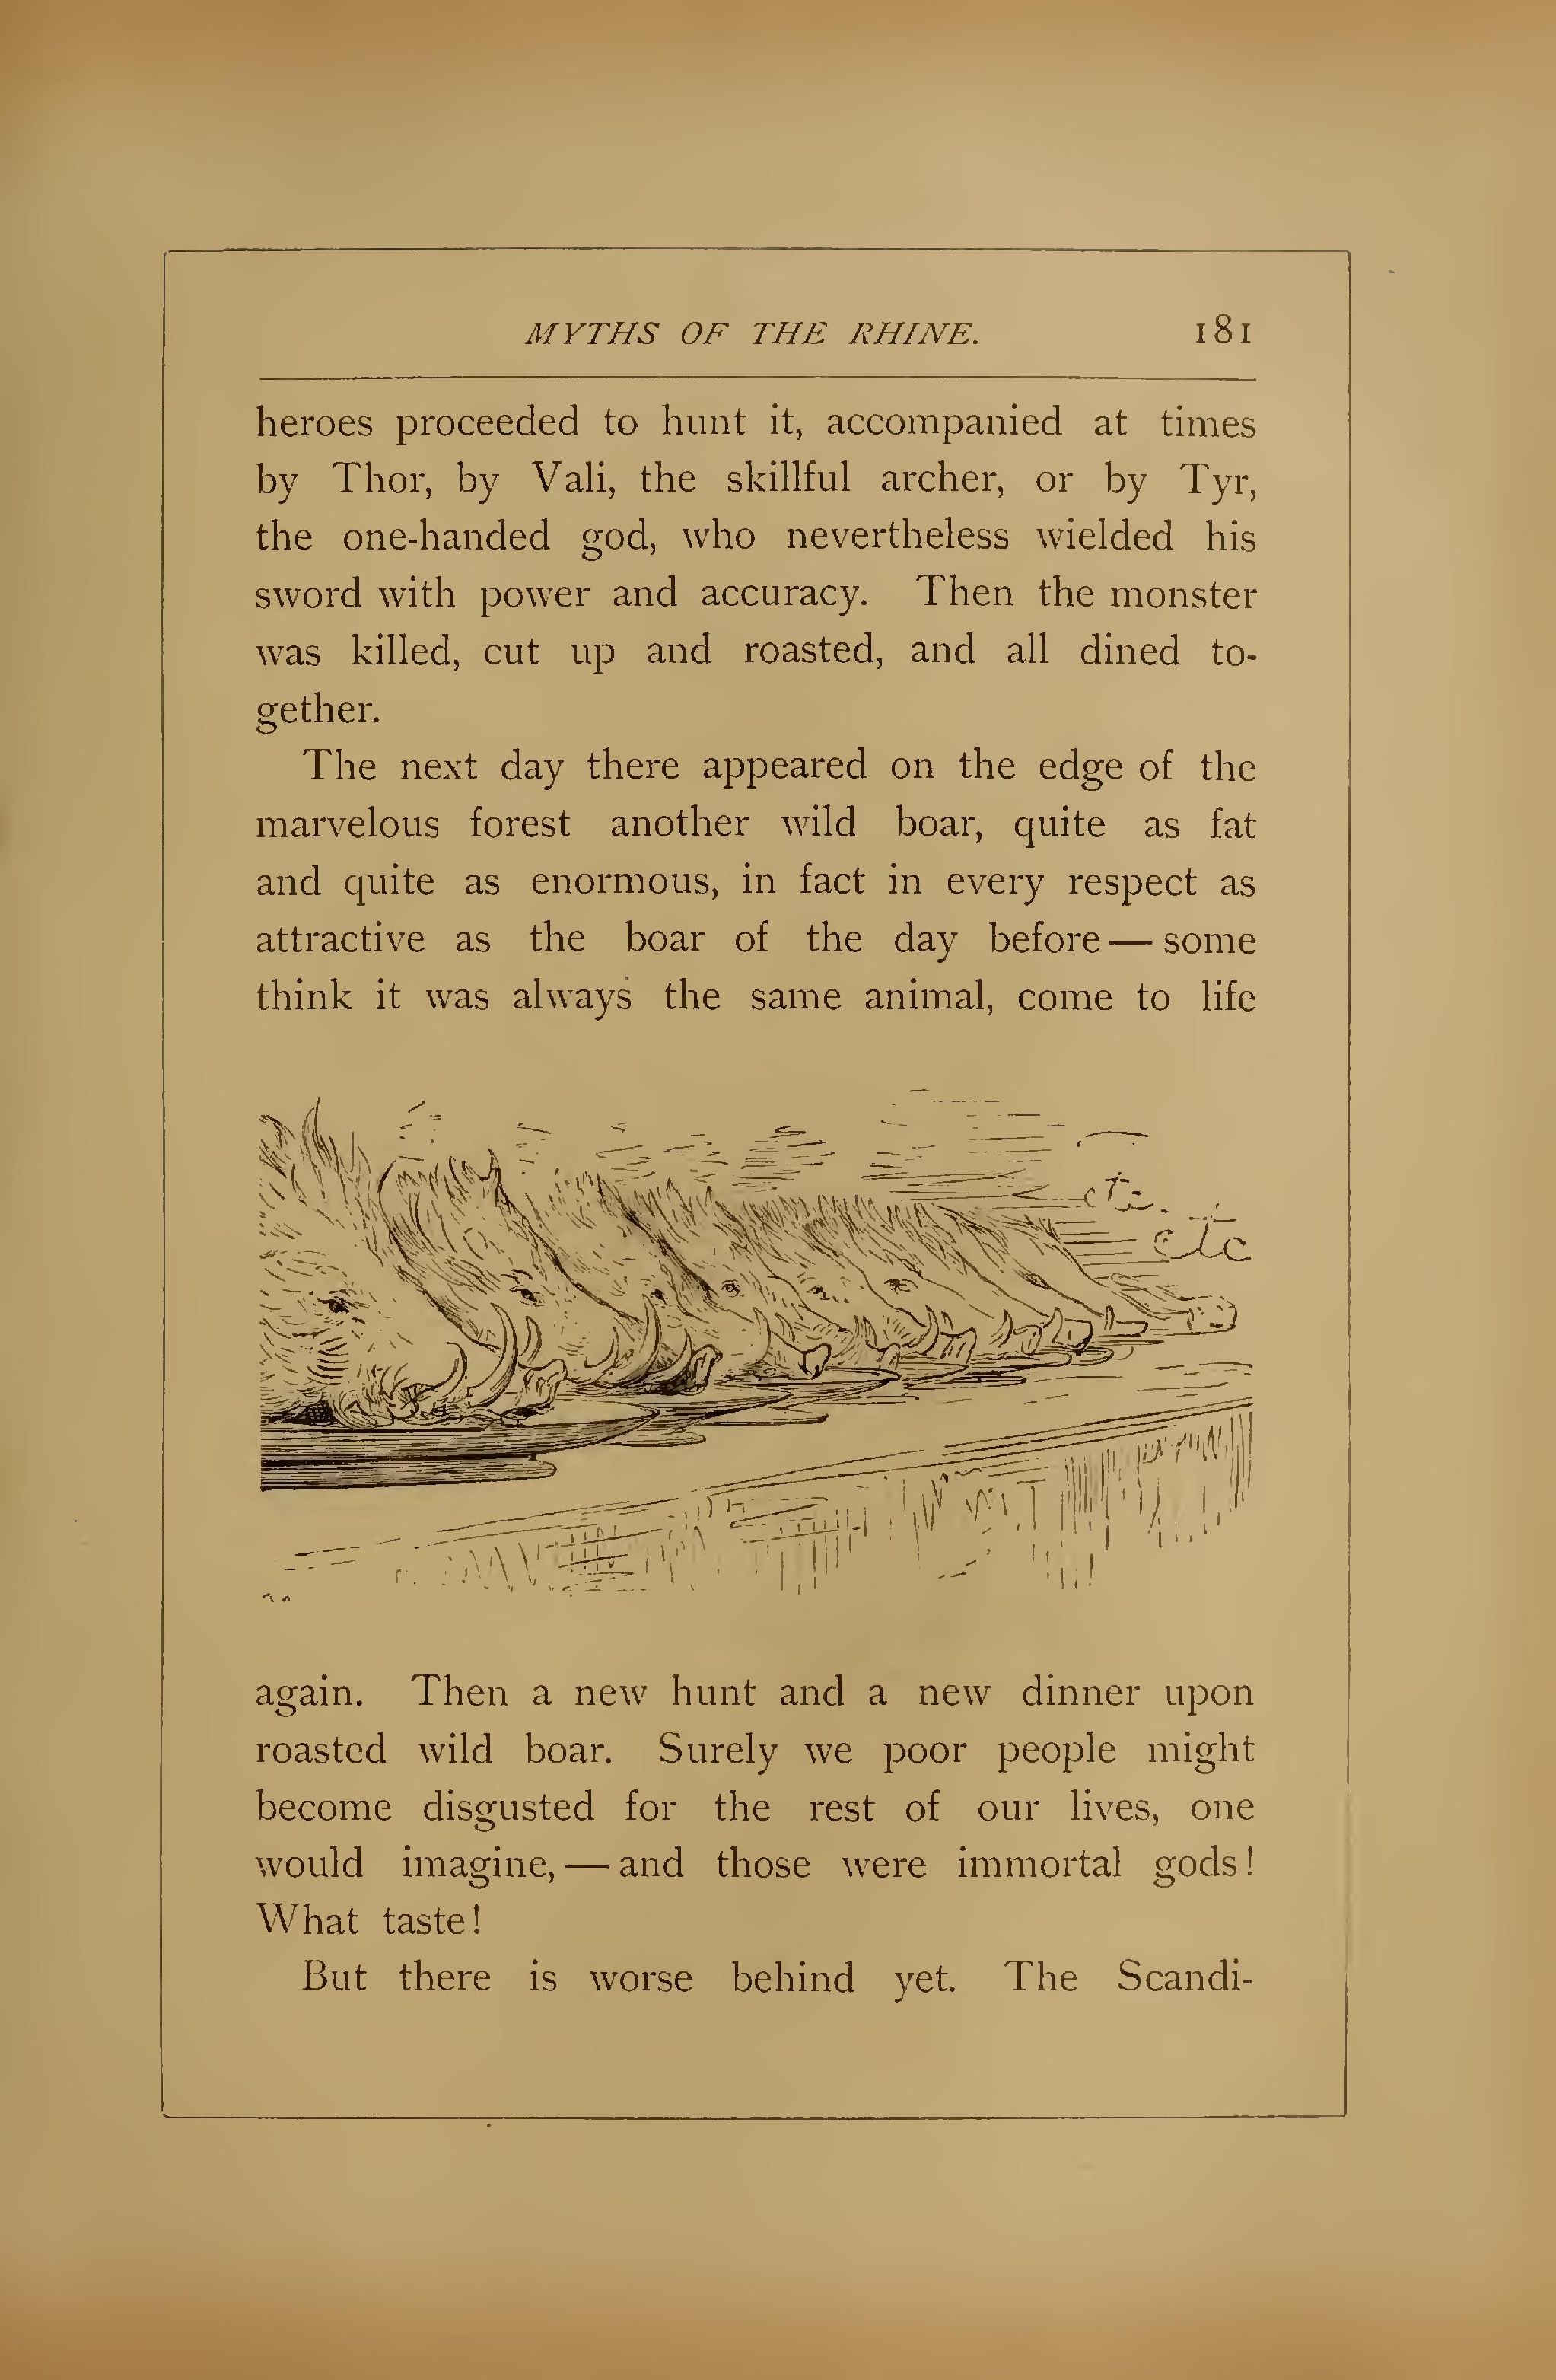 MYTHS OF THE RHINE. 181
heroes proceeded to hunt it, accompanied at times
by Thor, by Vali, the skillful archer, or by Tyr,
the one-handed god, who nevertheless wielded his
sword with power and accuracy. Then the monster
was killed, cut up and roasted, and all dined to-
gether.
The next day there appeared on the edge of the
marvelous forest another wild boar, quite as fat
and quite as enormous, in fact in every respect as
attractive as the boar of the day before — some
think it was always the same animal, come to life
etc.
etc
again. Then a new hunt and a new dinner upon
roasted wild boar. Surely we poor people might
become disgusted for the rest of our lives, one
would imagine, — and those were immortal gods!
What taste!
But there is worse behind yet. The Scandi-